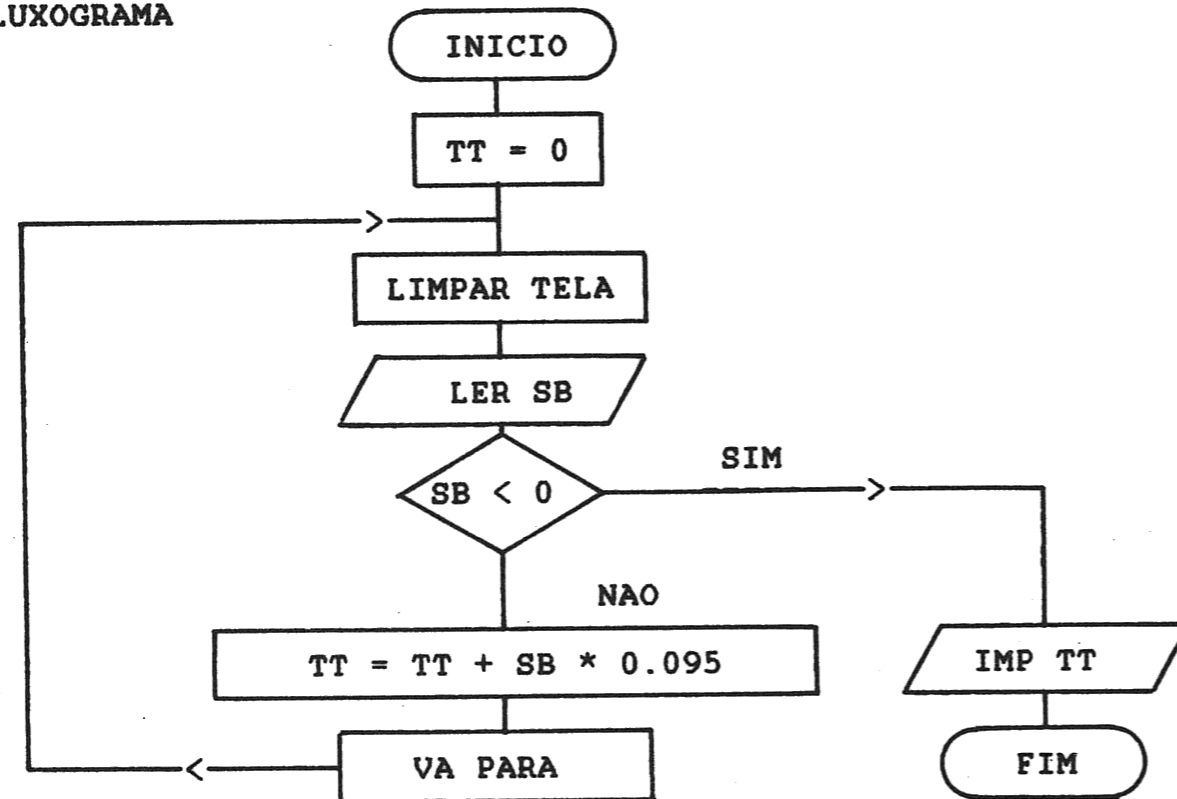 LUXOGRAMA
INICIO
TT = 0
>
LIMPAR TELA
LER SB
SB < 0
SIM
>
NAO
TT = TT + SB * 0.095
IMP TT
VA PARA
<
FIM